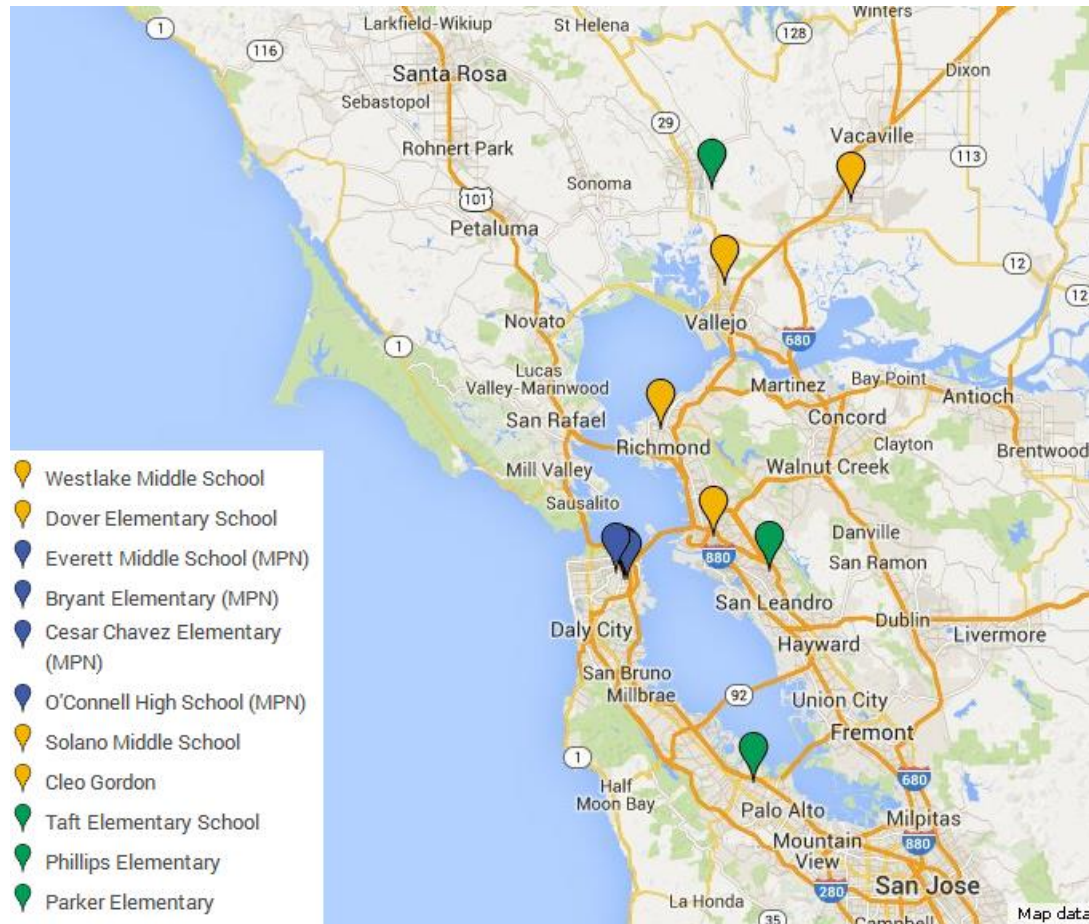 1
Larkfield-Wikiup
St Helena
Winters
128
116
Santa Rosa
Dixon
Sebastopol
29
Vacaville
Rohnert Park
113
Sonoma
101
Petaluma
12
12
Novato
Vallejo
680
1
Lucas
Valley-Marinwood
Martinez
Bay Point
Antioch
San Rafael
Concord
Richmond
Clayton
Brentwood
Mill Valley
Walnut Creek
Sausalito
Danville
880
San Ramon
San Leandro
Daly City
Dublin
Livermore
Hayward
San Bruno
Millbrae
92
Union City
Fremont
1
680
Half
Moon Bay
Palo Alto
Milpitas
Mountain
View
880
280
San Jose
La Honda
35
Campbell
Map data
Westlake Middle School
Dover Elementary School
Everett Middle School (MPN)
Bryant Elementary (MPN)
Cesar Chavez Elementary
(MPN)
O'Connell High School (MPN)
Solano Middle School
Cleo Gordon
Taft Elementary School
Phillips Elementary
Parker Elementary